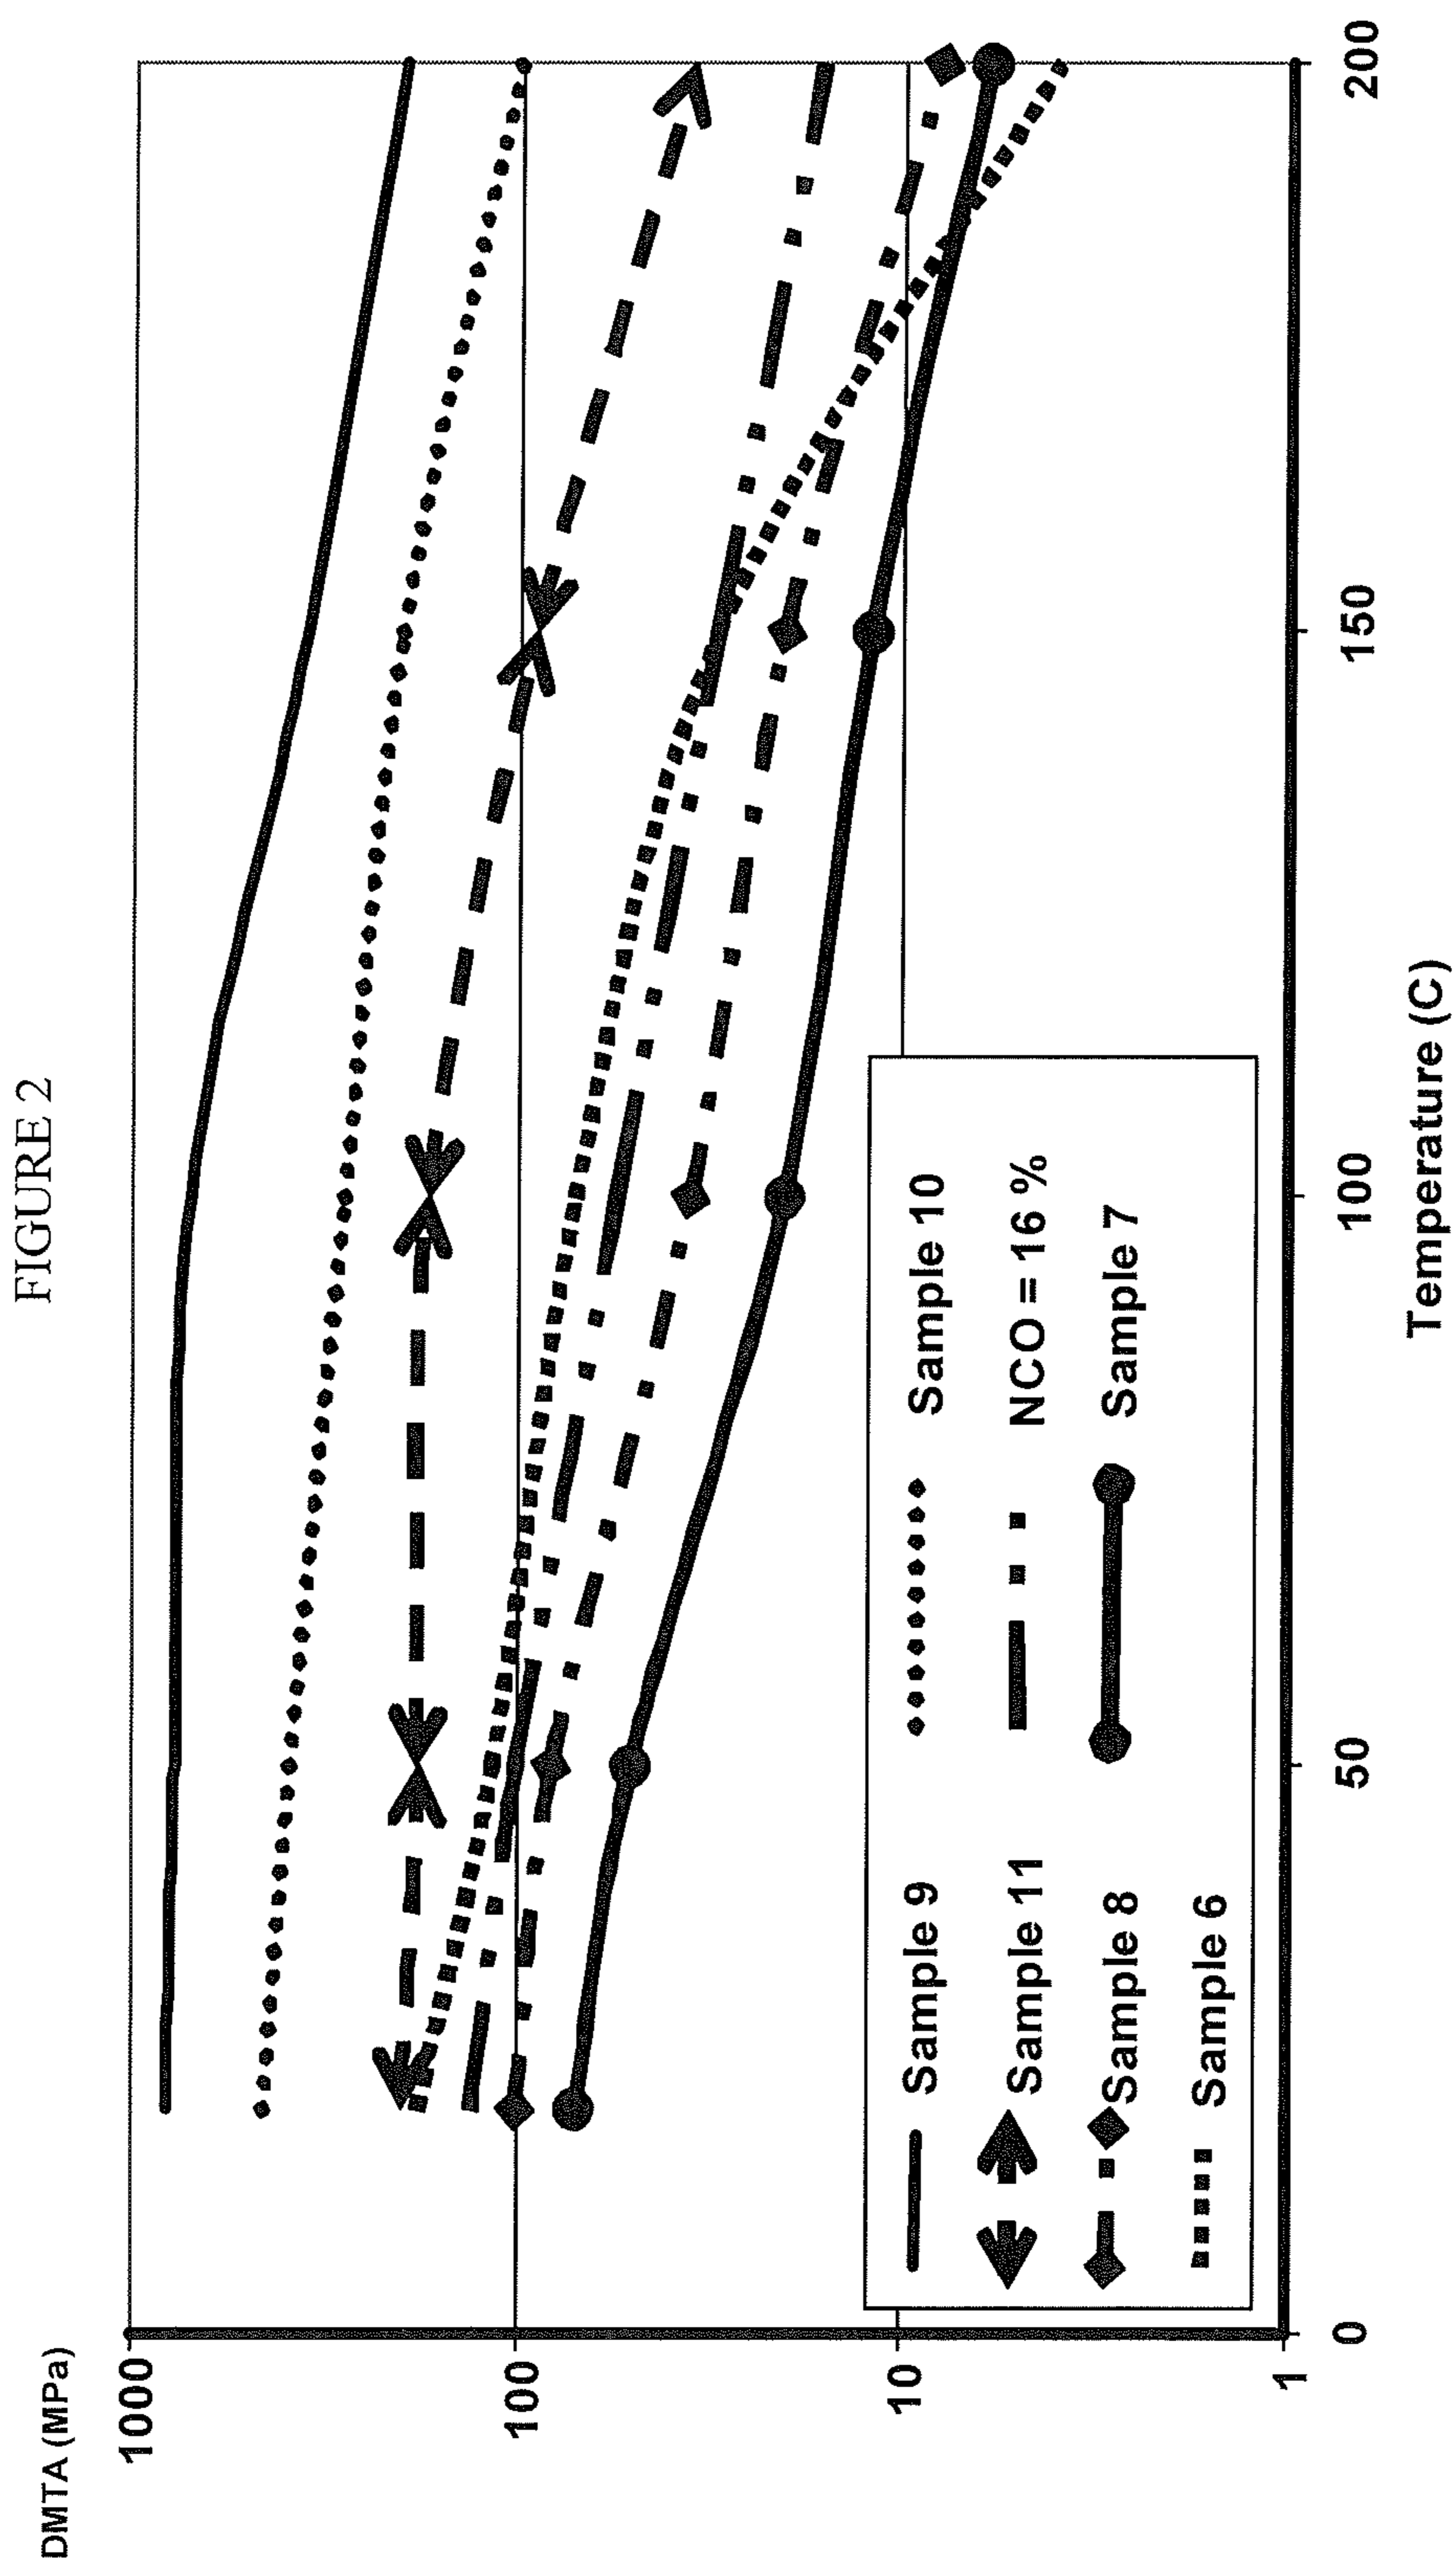 FIGURE 2
DMTA (MPa)
1000
100
10
1
Sample 9
Sample 10
Sample 11
NCO = 16 %
Sample 8
Sample 7
Sample 6
0
50
100
150
200
Temperature (C)